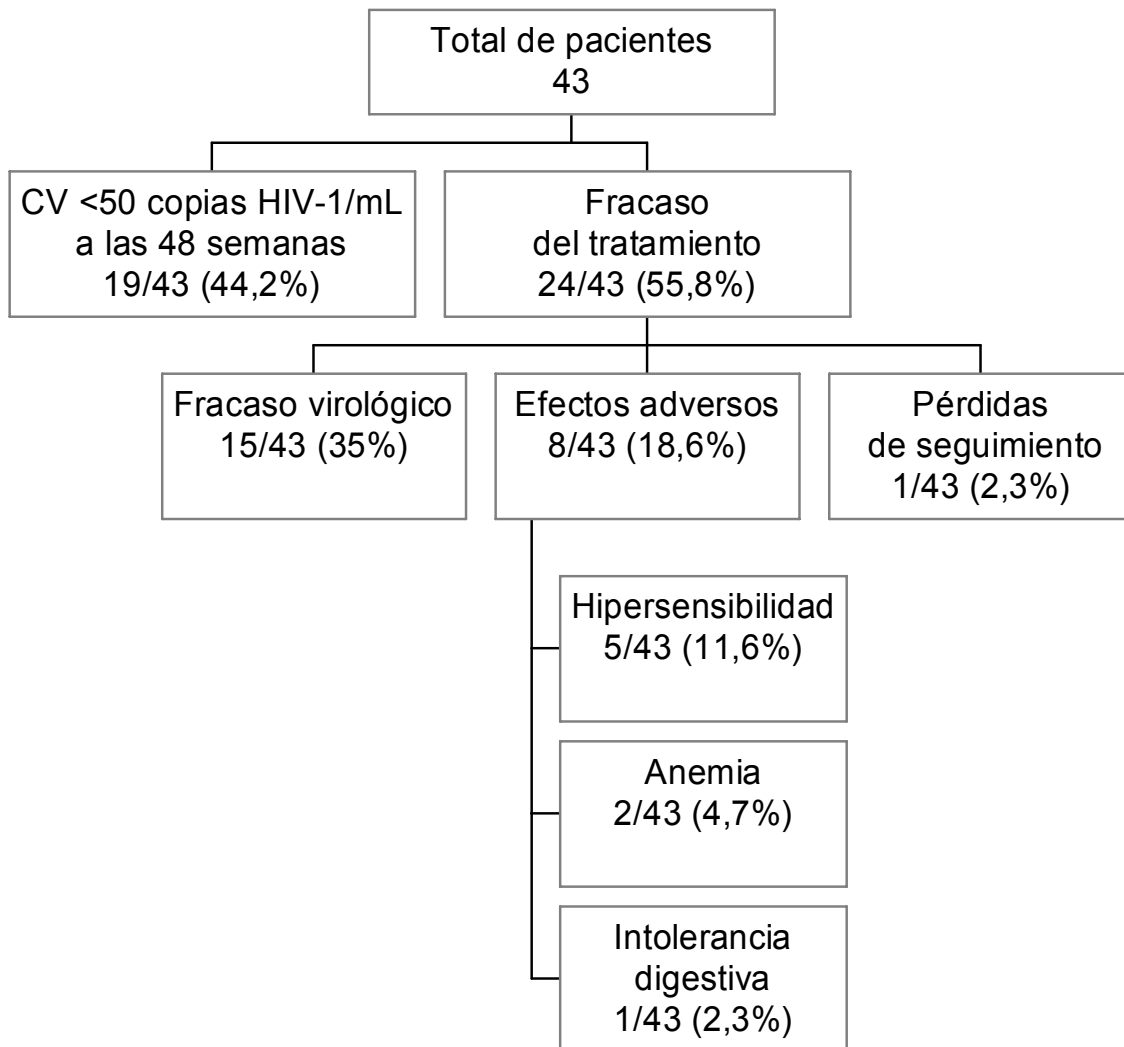 Total de pacientes
43
CV <50 copias HIV-1/mL
a las 48 semanas
19/43 (44,2%)
Fracaso
del tratamiento
24/43 (55,8%)
Fracaso virológico
15/43 (35%)
Efectos adversos
8/43 (18,6%)
Pérdidas
de seguimiento
1/43 (2,3%)
Hipersensibilidad
5/43 (11,6%)
Anemia
2/43 (4,7%)
Intolerancia
digestiva
1/43 (2,3%)